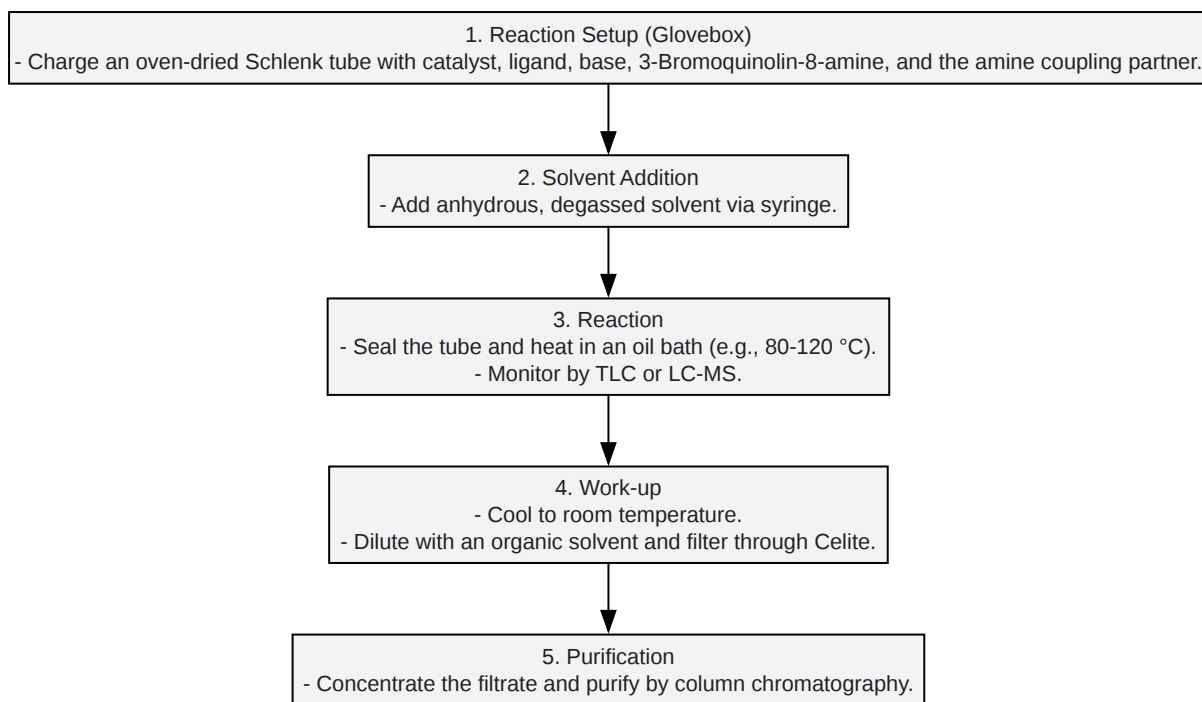 1. Reaction Setup (Glovebox)
- Charge an oven-dried Schlenk tube with catalyst, ligand, base, 3-Bromoquinolin-8-amine, and the amine coupling partner.
2. Solvent Addition
- Add anhydrous, degassed solvent via syringe.
3. Reaction
- Seal the tube and heat in an oil bath (e.g., 80-120 °C).
- Monitor by TLC or LC-MS.
4. Work-up
- Cool to room temperature.
- Dilute with an organic solvent and filter through Celite.
5. Purification
- Concentrate the filtrate and purify by column chromatography.